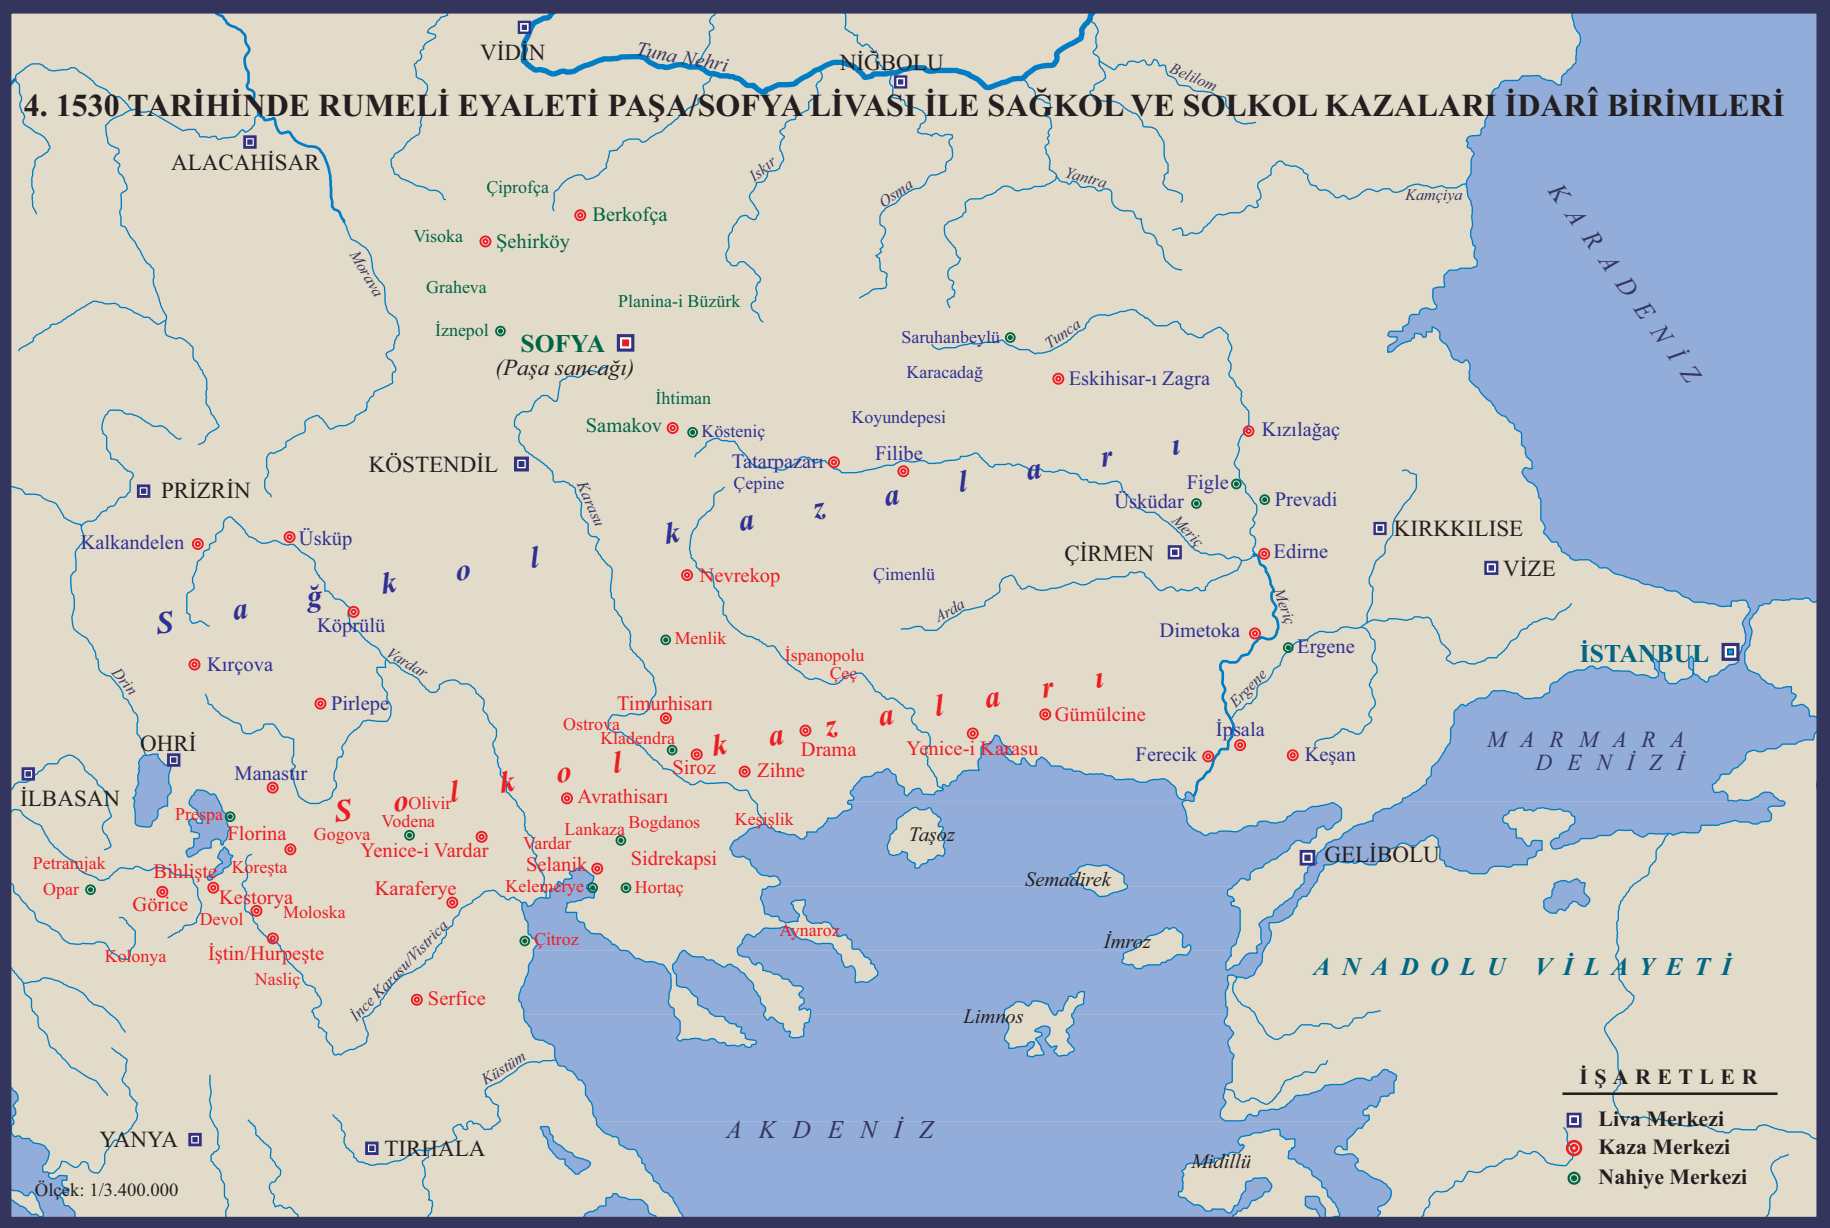 VİDİN
Tuna Nehri
NİĞBOLU
Belilom
4. 1530 TARİHİNDE RUMELİ EYALETİ PAŞA/SOFYA LİVASI İLE SAĞKOL VE SOLKOL KAZALARI İDARÎ BİRİMLERİ
ALACAHİSAR
Iskır
Osma
Yantra
Kamçiya
KARADENİZ
Çiprofça
Berkofça
Visoka
Şehirköy
Morava
Graheva
Planina-i Büzürk
İznepol
SOFYA
(Paşa sancağı)
Saruhanbeylü
Tunca
Karacadağ
Eskihisar-ı Zagra
İhtiman
Samakov
Kösteniç
Koyundepesi
Kızılağaç
KÖSTENDİL
Tatarpazarı
Filibe
Çepine
PRİZRİN
Karasu
Figle
Üsküdar
Prevadi
Meriç
KIRKKILISE
Kalkandelen
Üsküp
Sağkol kazaları
ÇİRMEN
Edirne
VİZE
Nevrekop
Çimenlü
Arda
Meriç
Köprülü
Dimetoka
Ergene
İSTANBUL
Menlik
Kırçova
Vardar
İspanopolu
Çeç
Drin
Ergene
Pirlepe
Timurhisarı
Ostrova
Kladendra
Solkol kazaları
Gümülcine
İpsala
OHRİ
Siroz
Drama
Yenice-i Karasu
Ferecik
Keşan
MARMARA
DENİZİ
Manastır
Zihne
İLBASAN
Avrathisarı
Olivir
Prespa
Vodena
Florina
Gogova
Lankaza
Bogdanos
Keşişlik
Taşoz
Yenice-i Vardar
Vardar
Sidrekapsi
GELİBOLU
Petramjak
Bihlişte
Koreşta
Selanik
Opar
Görice
Kestorya
Karaferye
Kelemerye
Hortaç
Semadirek
Devol
Moloska
Aynaroz
Kolonya
İştin/Hurpeşte
Çitroz
İmroz
Nasliç
İnce Karasu/Vistrica
ANADOLU VİLAYETİ
Serfice
Limnos
Küstüm
İŞARETLER
Liva Merkezi
Kaza Merkezi
Nahiye Merkezi
AKDENİZ
YANYA
TIRHALA
Midillü
Ölçek: 1/3.400.000